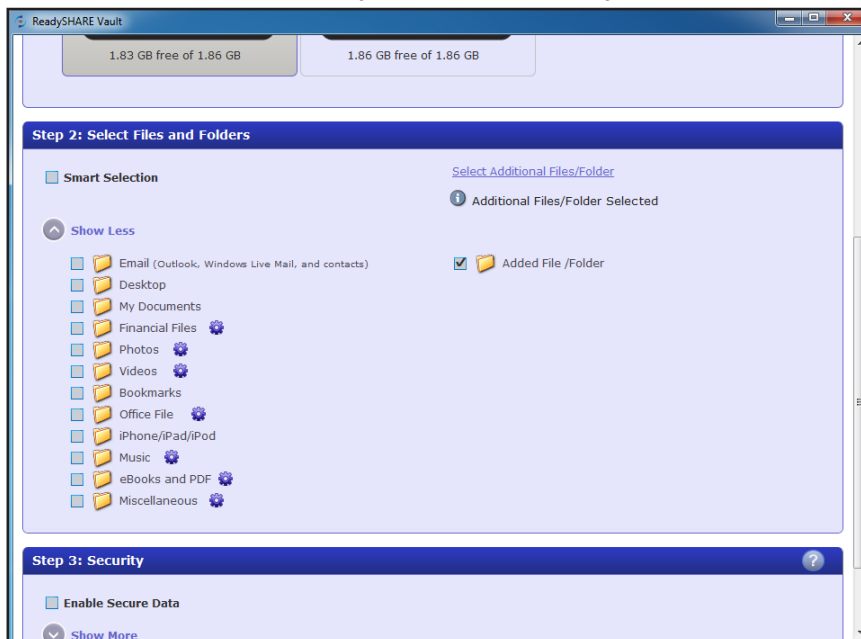 ReadySHARE Vault
1.83 GB free of 1.86 GB
1.86 GB free of 1.86 GB
Step 2: Select Files and Folders
Smart Selection
Select Additional Files/Folder
Additional Files/Folder Selected
Show Less
Email (Outlook, Windows Live Mail, and contacts)
Added File /Folder
Desktop
My Documents
Financial Files
Photos
Videos
Bookmarks
Office File
iPhone/iPad/iPod
Music
eBooks and PDF
Miscellaneous
Step 3: Security
?
Enable Secure Data
Show More